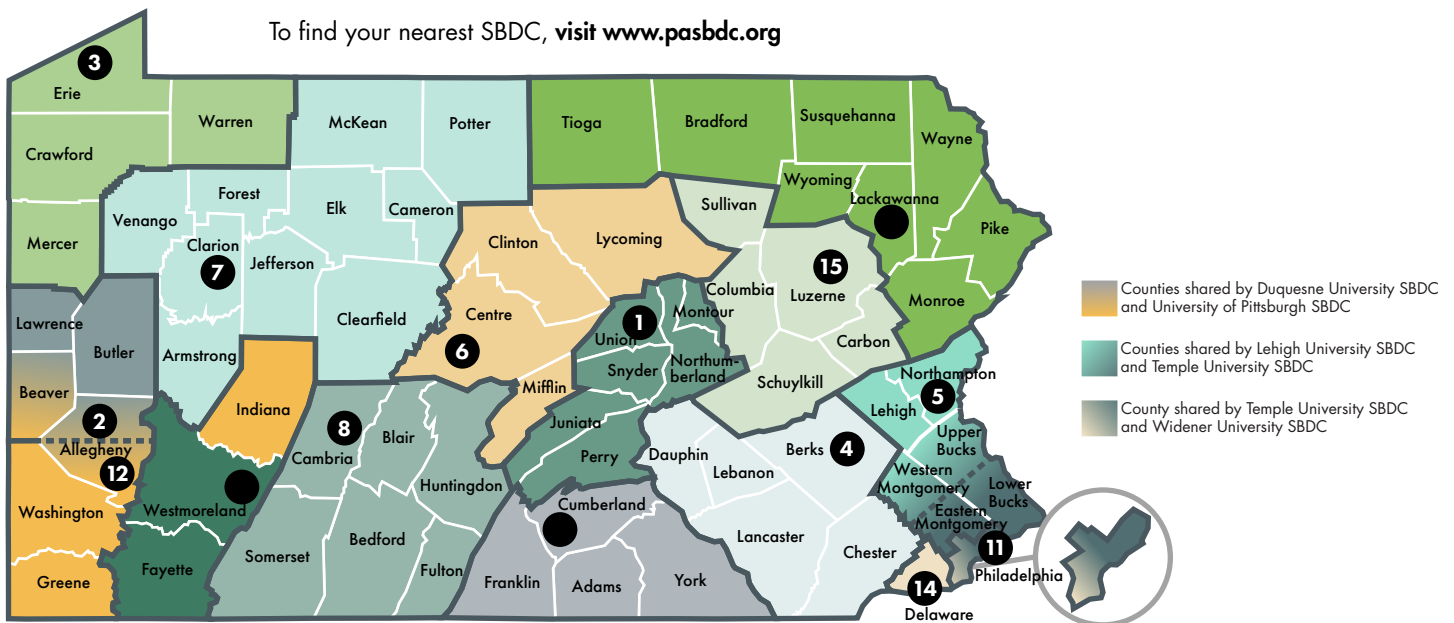 To find your nearest SBDC, visit www.pasbdc.org
3
Erie
Warren
McKean
Potter
Tioga
Bradford
Susquehanna
Wayne
Crawford
Wyoming
Lackawanna
Forest
Elk
Cameron
Sullivan
Venango
Mercer
Clarion
7
Jefferson
Clinton
Lycoming
Pike
15
Luzerne
Columbia
Monroe
Lawrence
Butler
Armstrong
Clearfield
Centre
6
1
Union
Montour
Northum-
berland
Snyder
Carbon
Schuylkill
Northampton
5
Lehigh
Beaver
Indiana
Mifflin
2
Allegheny
12
8
Cambria
Blair
Juniata
Perry
Dauphin
Lebanon
Berks
4
Upper
Bucks
Western
Montgomery
Lower
Bucks
Eastern
Montgomery
Washington
Westmoreland
Huntingdon
Cumberland
Lancaster
Chester
11
Philadelphia
Greene
Fayette
Somerset
Bedford
Fulton
Franklin
Adams
York
14
Delaware
Counties shared by Duquesne University SBDC
and University of Pittsburgh SBDC
Counties shared by Lehigh University SBDC
and Temple University SBDC
County shared by Temple University SBDC
and Widener University SBDC